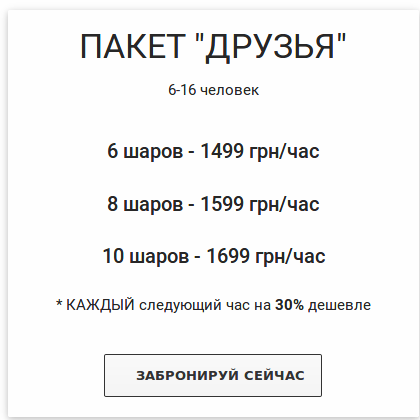 ПАКЕТ "ДРУЗЬЯ"
6-16 человек
6 шаров - 1499 грн/час
8 шаров - 1599 грн/час
10 шаров - 1699 грн/час
* КАЖДЫЙ следующий час на 30% дешевле
ЗАБРОНИРУЙ СЕЙЧАС